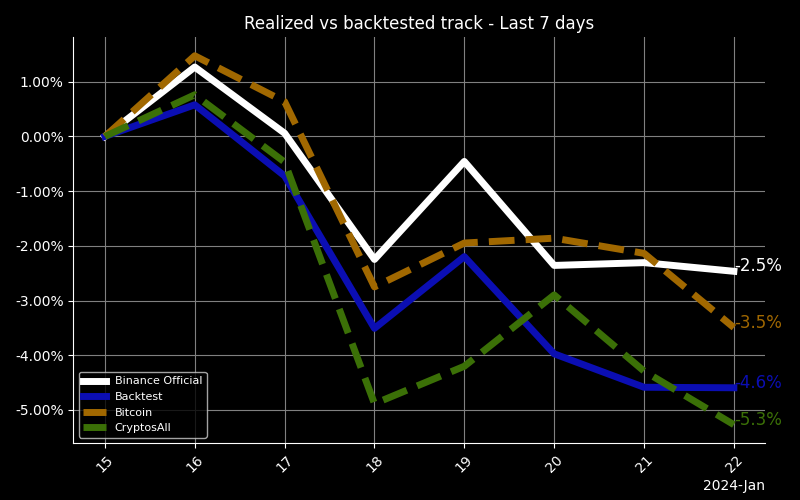 Realized vs backtested track - Last 7 days
1.00%
0.00%
-1.00%
-2.00%
-3.00%
-4.00%
-5.00%
-2.5%
-3.5%
-4.6%
-5.3%
Binance Official
Backtest
Bitcoin
CryptosAll
15 16 17 18 19 20 21 22
2024-Jan